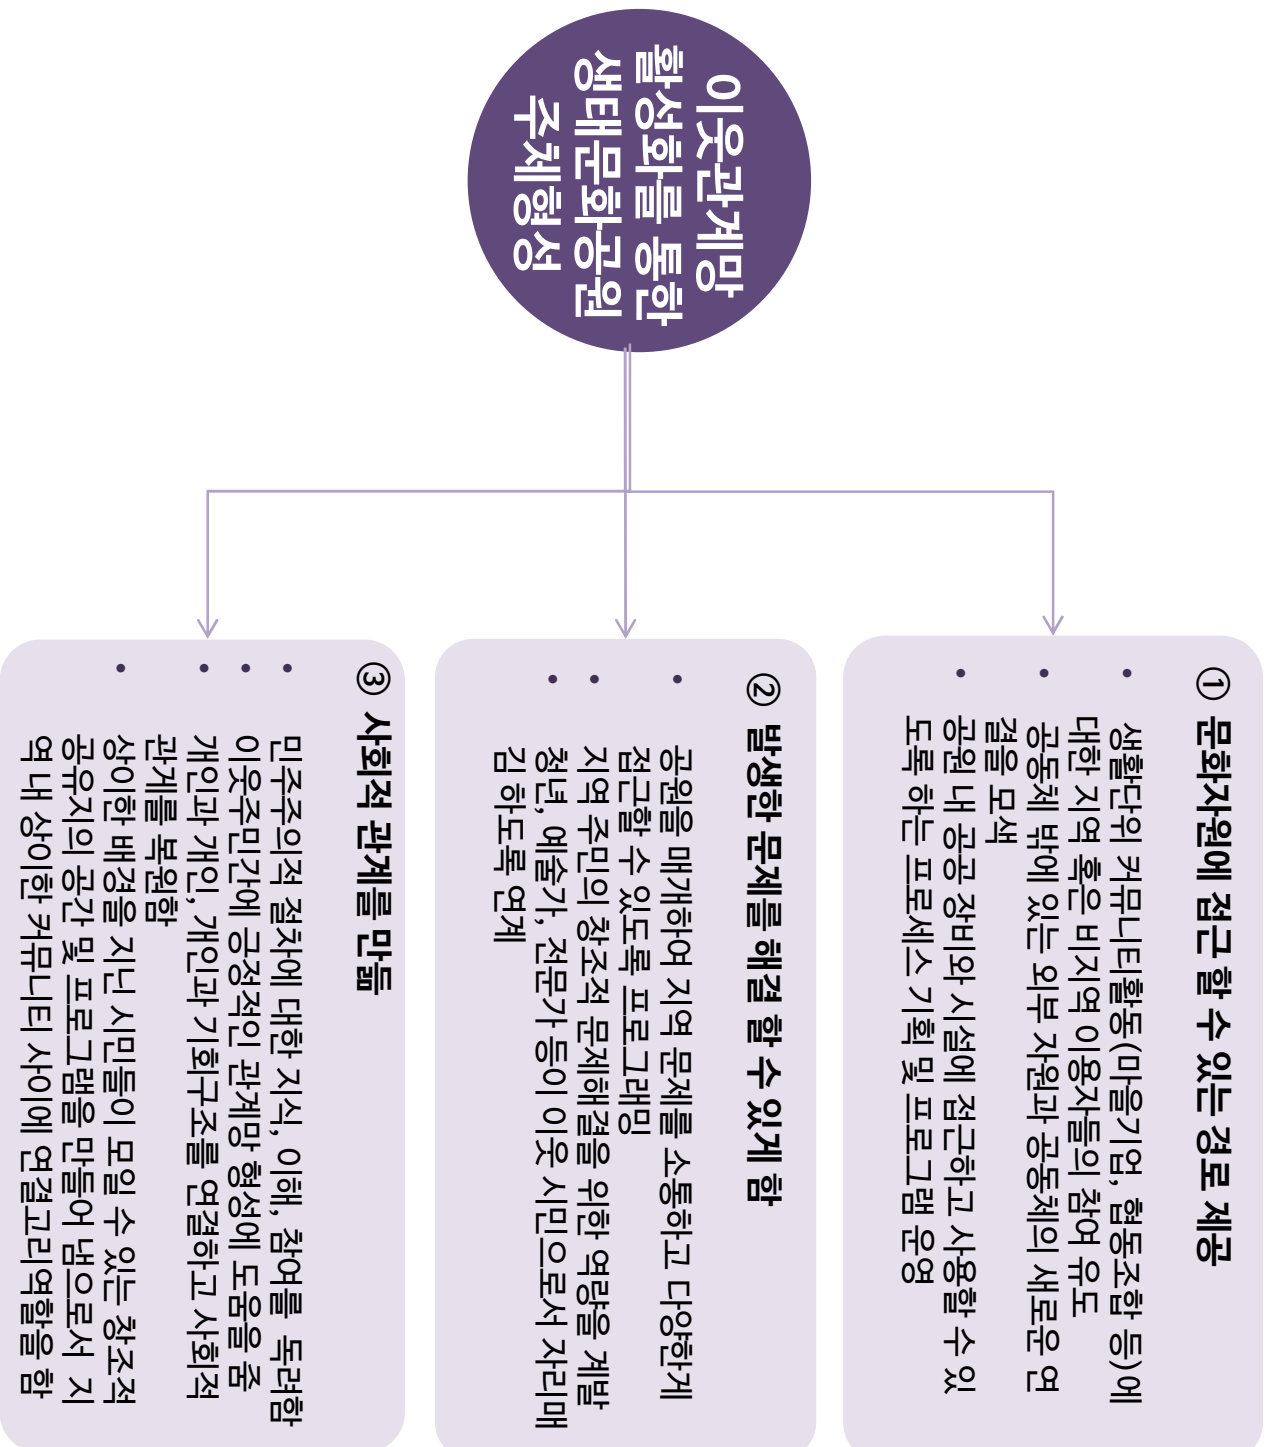 이웃관계망
활성화를 통한
생태문화공원
주체형성
① 문화자원에 접근 할 수 있는 경로 제공
• 생활단위 커뮤니티활동(마을기업, 협동조합 등)에
대한 지역 혹은 비지역 이용자들의 참여 유도
• 공동체 밖에 있는 외부 자원과 공동체의 새로운 연
결을 모색
• 공원 내 공공 장비와 시설에 접근하고 사용할 수 있
도록 하는 프로세스 기획 및 프로그램 운영
② 발생한 문제를 해결 할 수 있게 함
• 공원을 매개하여 지역 문제를 소통하고 다양한게
접근할 수 있도록 프로그래밍
• 지역 주민의 창조적 문제해결을 위한 역량을 계발
• 청년, 예술가, 전문가 등이 이웃 시민으로서 자리매
김 하도록 연계
③ 사회적 관계를 만듦
• 민주주의적 절차에 대한 지식, 이해, 참여를 독려함
• 이웃주민간에 긍정적인 관계망 형성에 도움을 줌
• 개인과 개인, 개인과 기회구조를 연결하고 사회적
관계를 복원함
• 상이한 배경을 지닌 시민들이 모일 수 있는 창조적
공유지의 공간 및 프로그램을 만들어 냄으로서 지
역 내 상이한 커뮤니티 사이에 연결고리역할을 함